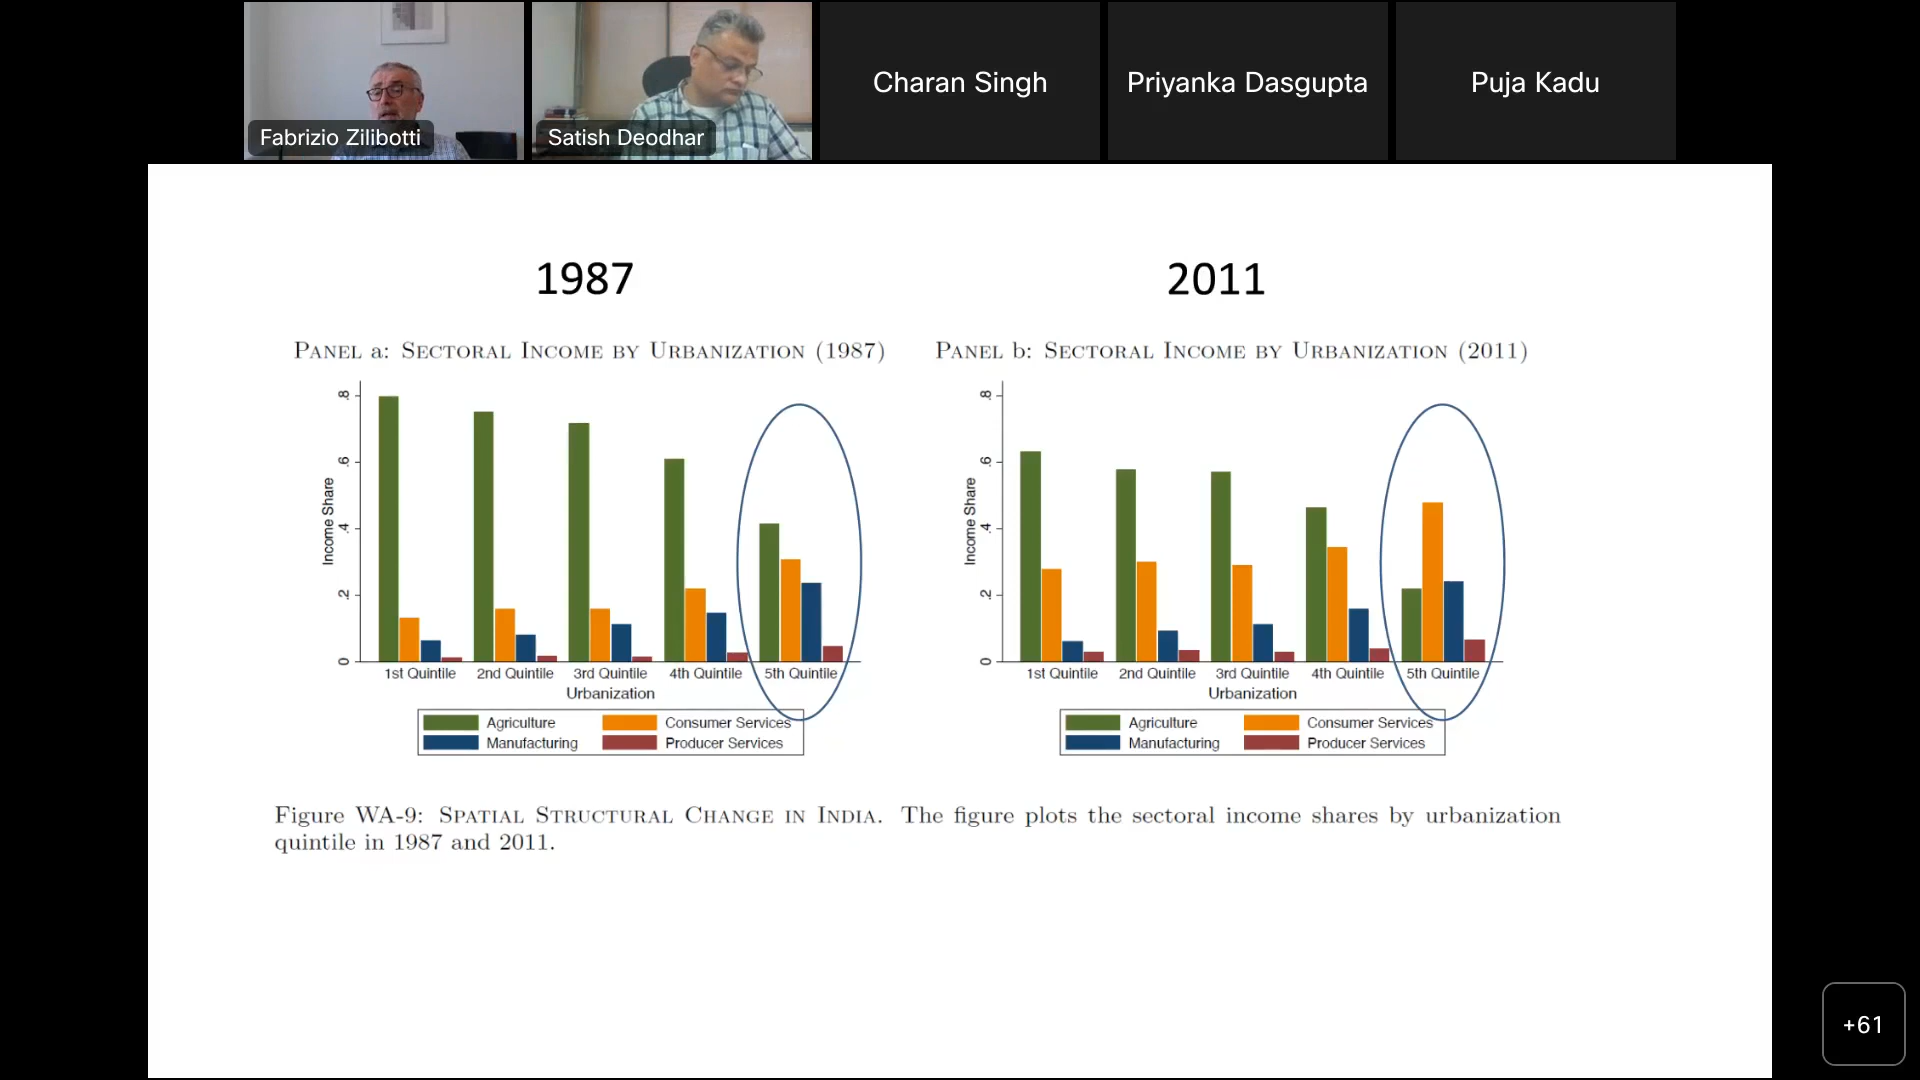 Fabrizio Zilibotti
Satish Deodhar
Charan Singh
Priyanka Dasgupta
Puja Kadu
1987
2011
PANEL a: SECTORAL INCOME BY URBANIZATION (1987)
Income Share
0
.2
.4
.6
.8
1st Quintile
2nd Quintile
3rd Quintile
4th Quintile
5th Quintile
Urbanization
Agriculture
Consumer Services
Manufacturing
Producer Services
PANEL b: SECTORAL INCOME BY URBANIZATION (2011)
Income Share
0
.2
.4
.6
.8
1st Quintile
2nd Quintile
3rd Quintile
4th Quintile
5th Quintile
Urbanization
Agriculture
Consumer Services
Manufacturing
Producer Services
Figure WA-9: SPATIAL STRUCTURAL CHANGE IN INDIA. The figure plots the sectoral income shares by urbanization
quintile in 1987 and 2011.
+61